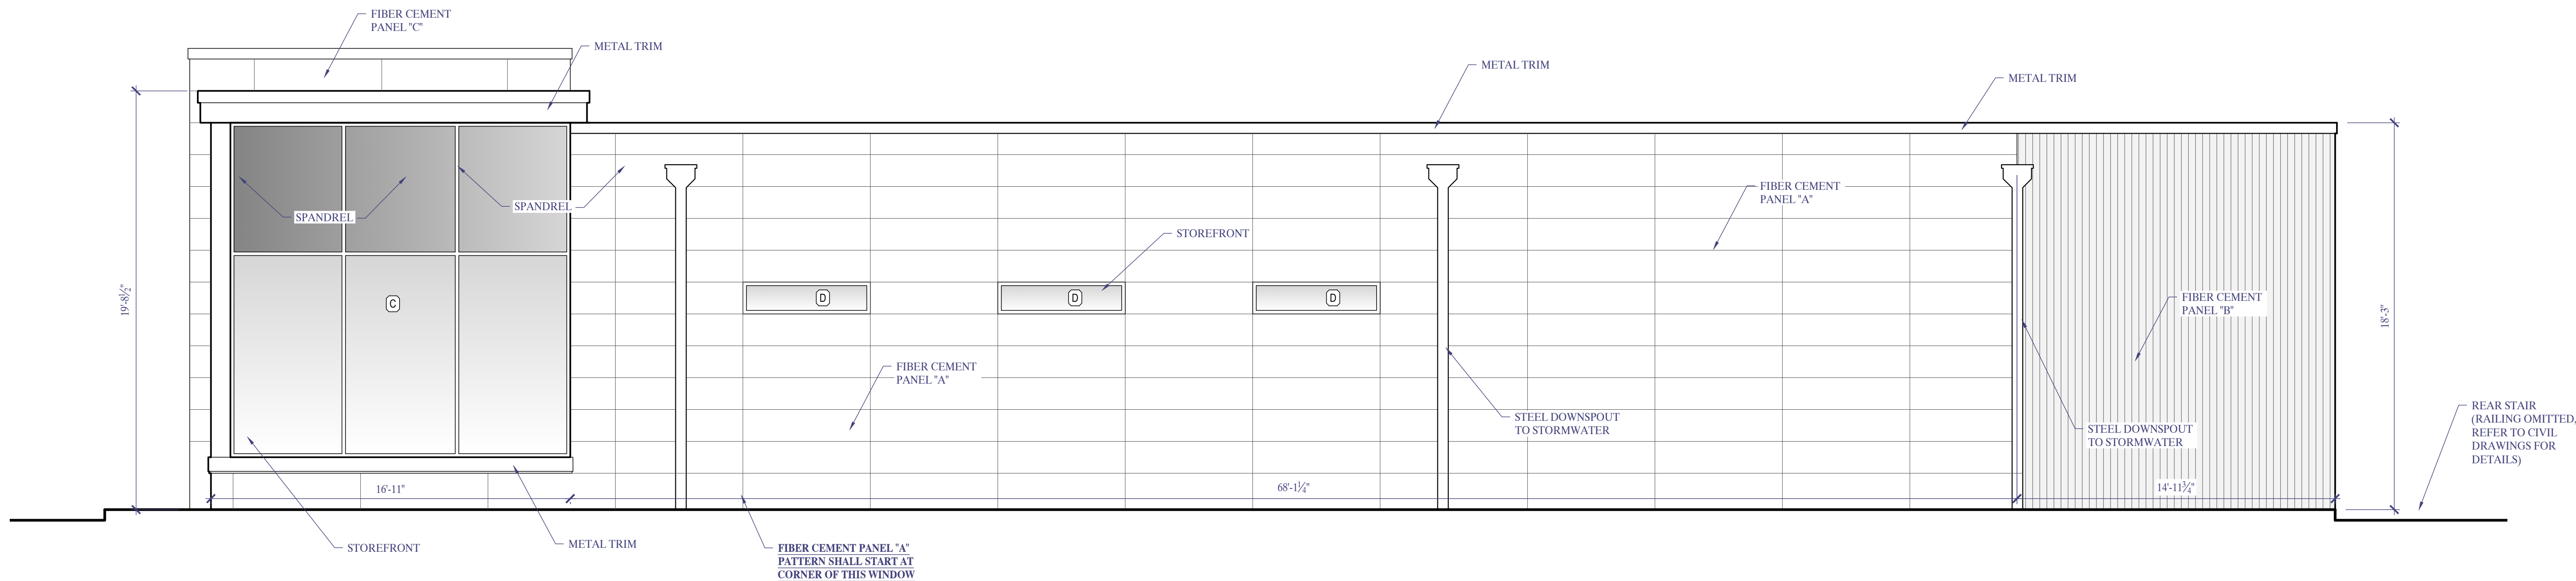 FIBER CEMENT
PANEL "C"
METAL TRIM
METAL TRIM
METAL TRIM
SPANDREL
SPANDREL
FIBER CEMENT
PANEL "A"
STOREFRONT
19'-8½"
C
D
D
D
FIBER CEMENT
PANEL "B"
18'-3"
FIBER CEMENT
PANEL "A"
STEEL DOWNSPOUT
TO STORMWATER
STEEL DOWNSPOUT
TO STORMWATER
REAR STAIR
(RAILING OMITTED,
REFER TO CIVIL
DRAWINGS FOR
DETAILS)
16'-11"
68'-1¼"
14'-11¾"
STOREFRONT
METAL TRIM
FIBER CEMENT PANEL "A"
PATTERN SHALL START AT
CORNER OF THIS WINDOW